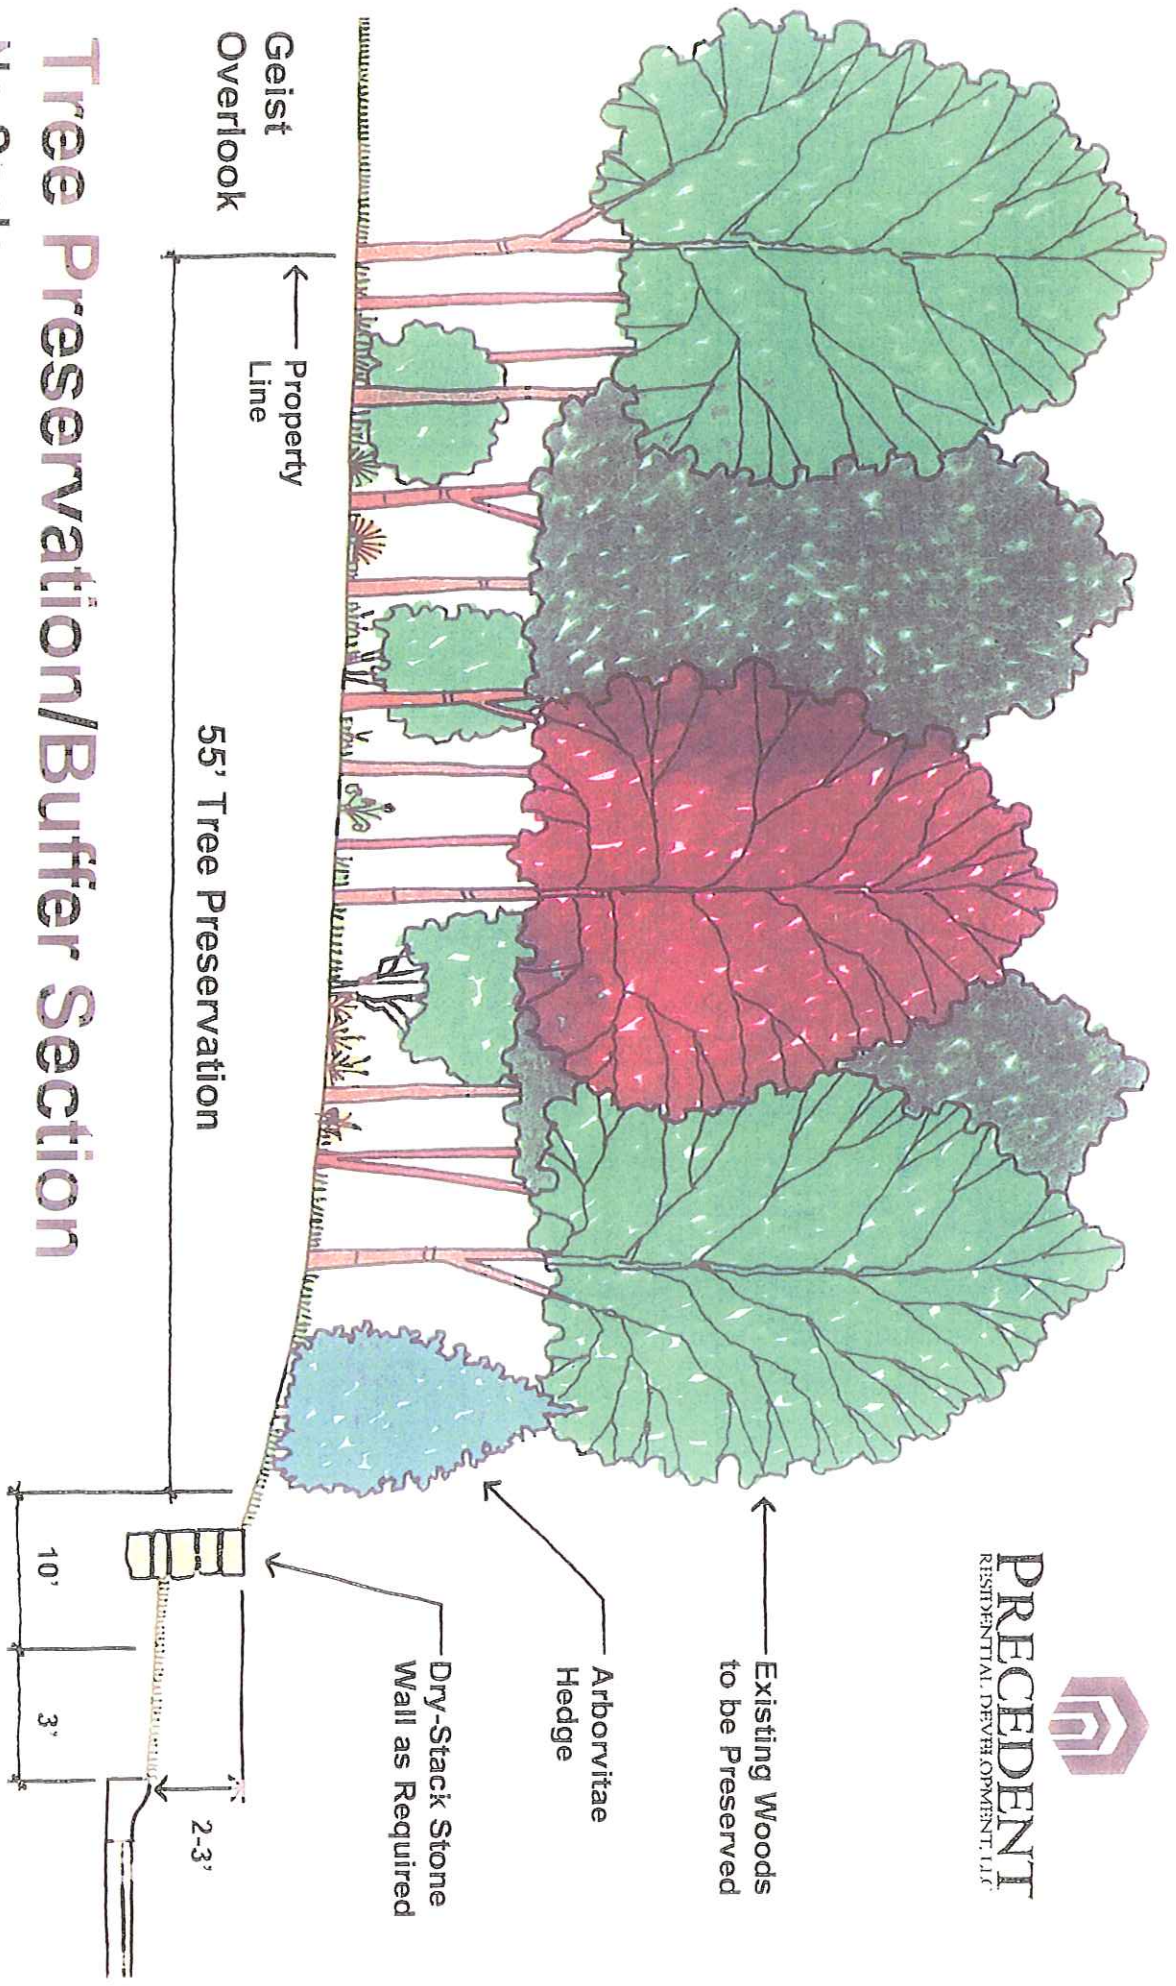 PRECEDENT
RESIDENTIAL DEVELOPMENT, LLC
Existing Woods
to be Preserved
Arborvitae
Hedge
Dry-Stack Stone
Wall as Required
Geist
Overlook
Property
Line
55' Tree Preservation
2-3'
10'
3'
Tree Preservation/Buffer Section